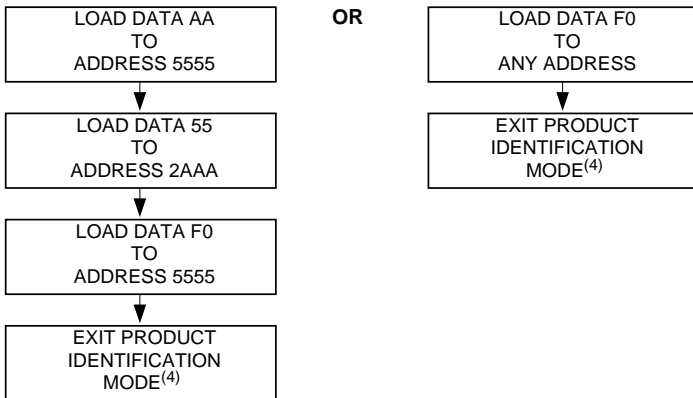 LOAD DATA AA
TO
ADDRESS 5555
LOAD DATA 55
TO
ADDRESS 2AAA
LOAD DATA F0
TO
ADDRESS 5555
EXIT PRODUCT
IDENTIFICATION
MODE(4)
OR
LOAD DATA F0
TO
ANY ADDRESS
EXIT PRODUCT
IDENTIFICATION
MODE(4)